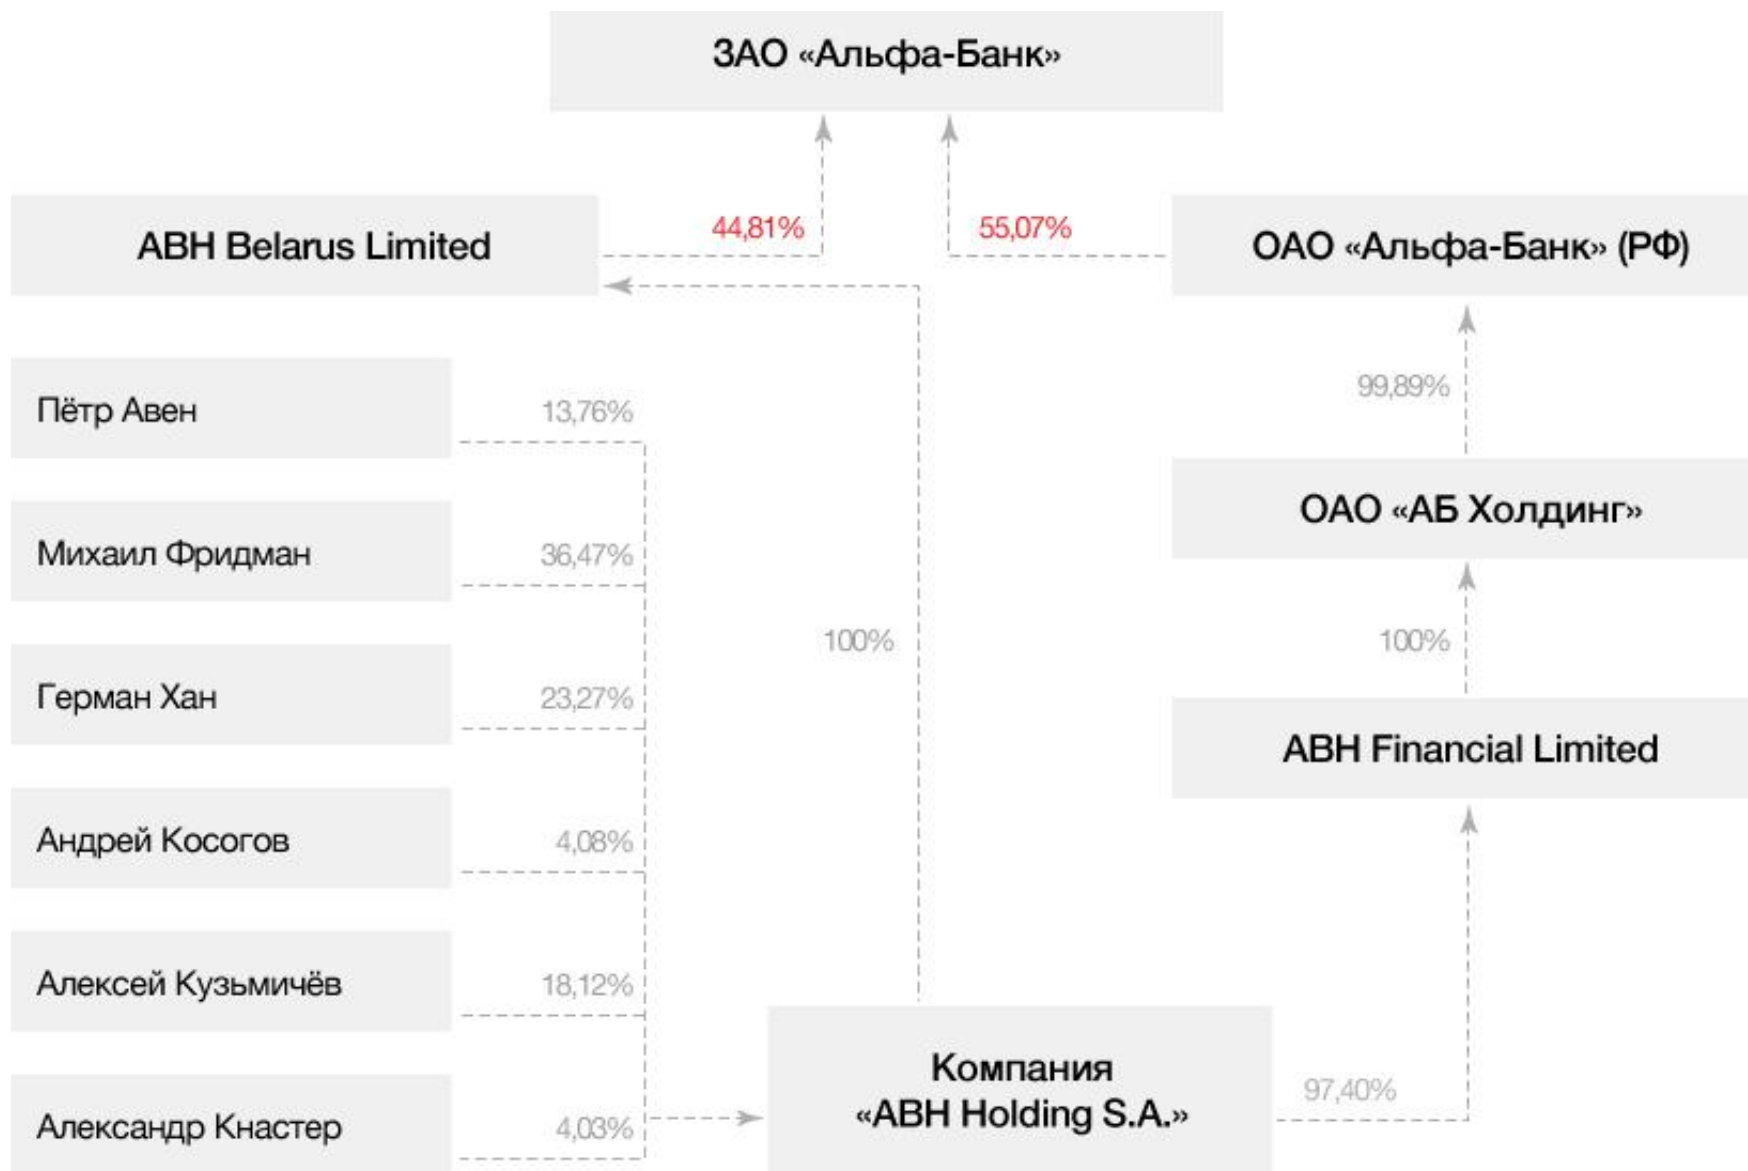 ЗАО «Альфа-Банк»
ABH Belarus Limited
44,81%
55,07%
ОАО «Альфа-Банк» (РФ)
Пётр Авен
13,76%
99,89%
Михаил Фридман
36,47%
ОАО «АБ Холдинг»
Герман Хан
23,27%
100%
100%
ABH Financial Limited
Андрей Косогов
4,08%
Алексей Кузьмичёв
18,12%
Компания
«ABH Holding S.A.»
97,40%
Александр Кнастер
4,03%